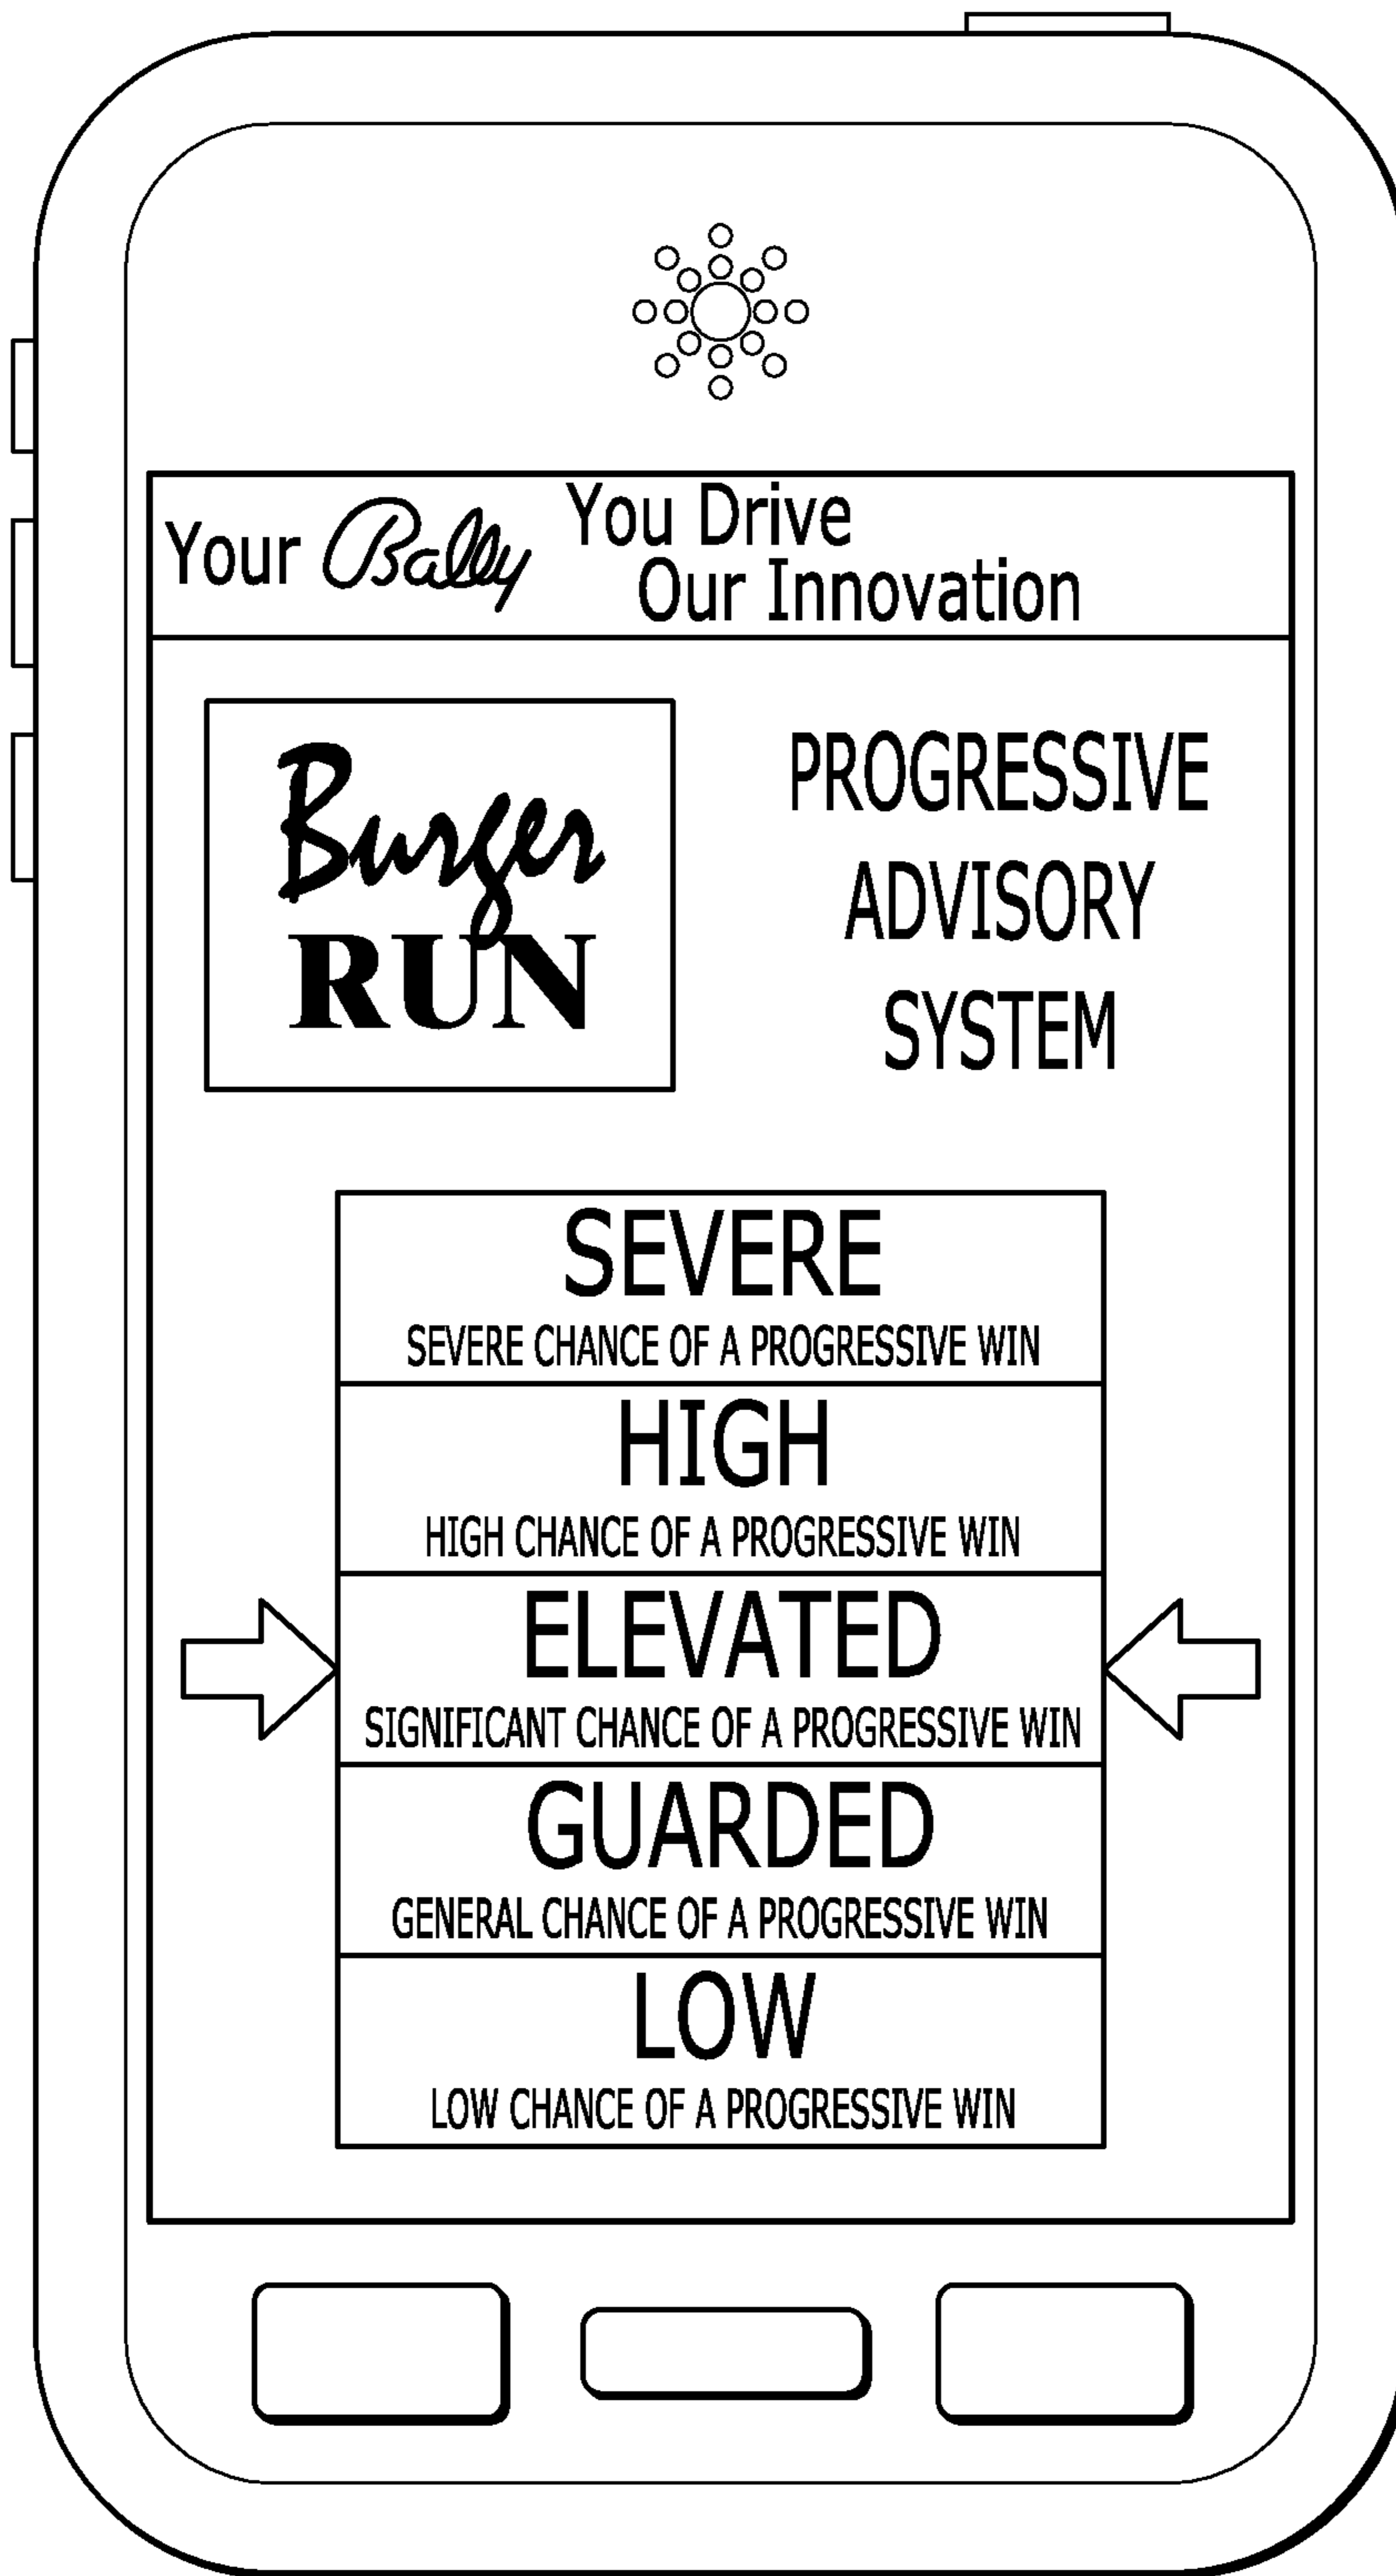 Your Bally You Drive
Our Innovation
Burger
RUN
PROGRESSIVE
ADVISORY
SYSTEM
SEVERE
SEVERE CHANCE OF A PROGRESSIVE WIN
HIGH
HIGH CHANCE OF A PROGRESSIVE WIN
ELEVATED
SIGNIFICANT CHANCE OF A PROGRESSIVE WIN
GUARDED
GENERAL CHANCE OF A PROGRESSIVE WIN
LOW
LOW CHANCE OF A PROGRESSIVE WIN